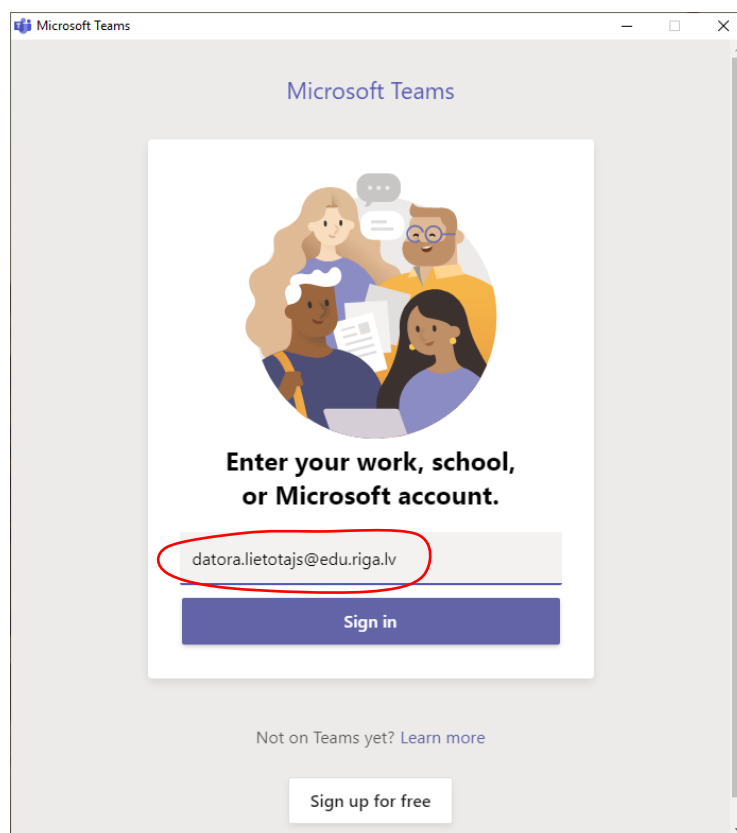 Microsoft Teams
Microsoft Teams
Enter your work, school,
or Microsoft account.
datora.lietotajs@edu.riga.lv
Sign in
Not on Teams yet? Learn more
Sign up for free